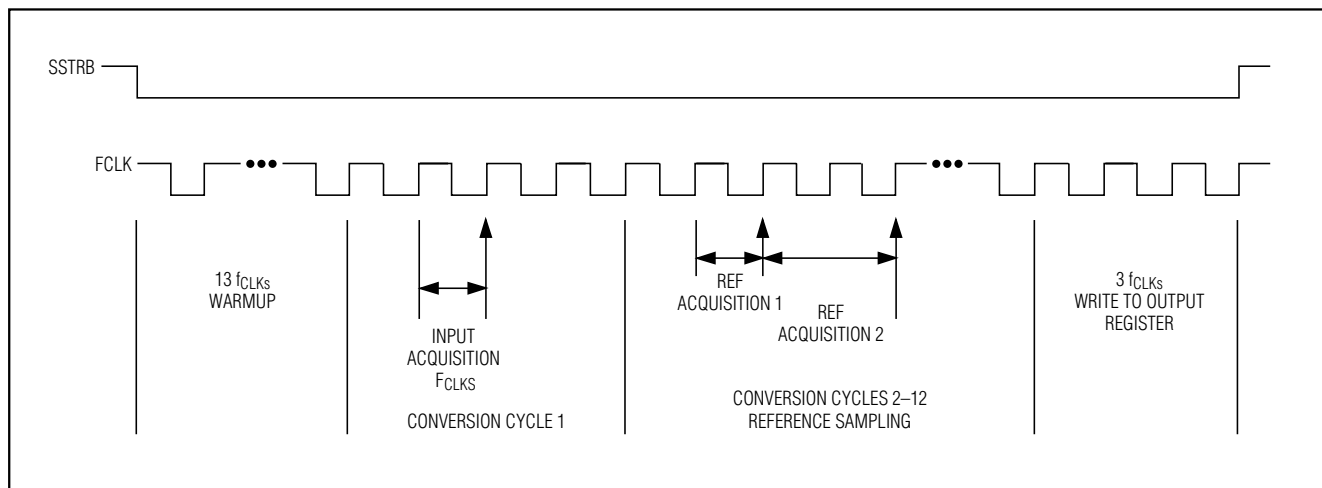 SSTRB
FCLK
13 fCLKs
WARMUP
INPUT
ACQUISITION
FCLKS
CONVERSION CYCLE 1
REF
ACQUISITION 1
REF
ACQUISITION 2
CONVERSION CYCLES 2–12
REFERENCE SAMPLING
3 fCLKs
WRITE TO OUTPUT
REGISTER